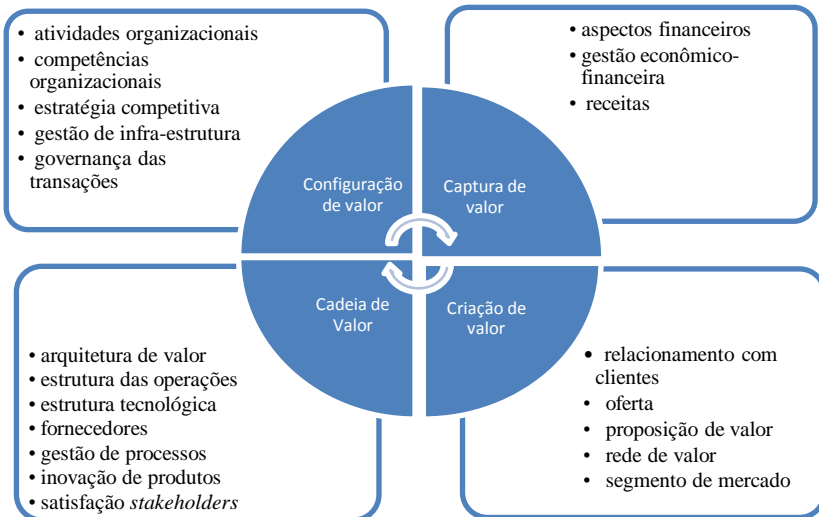 • atividades organizacionais
• competências
organizacionais
• estratégia competitiva
• gestão de infra-estrutura
• governança das
transações
• aspectos financeiros
• gestão econômico-
financeira
• receitas
Configuração
de valor
Captura de
valor
Cadeia de
Valor
Criação de
valor
• arquitetura de valor
• estrutura das operações
• estrutura tecnológica
• fornecedores
• gestão de processos
• inovação de produtos
• satisfação stakeholders
• relacionamento com
clientes
• oferta
• proposição de valor
• rede de valor
• segmento de mercado